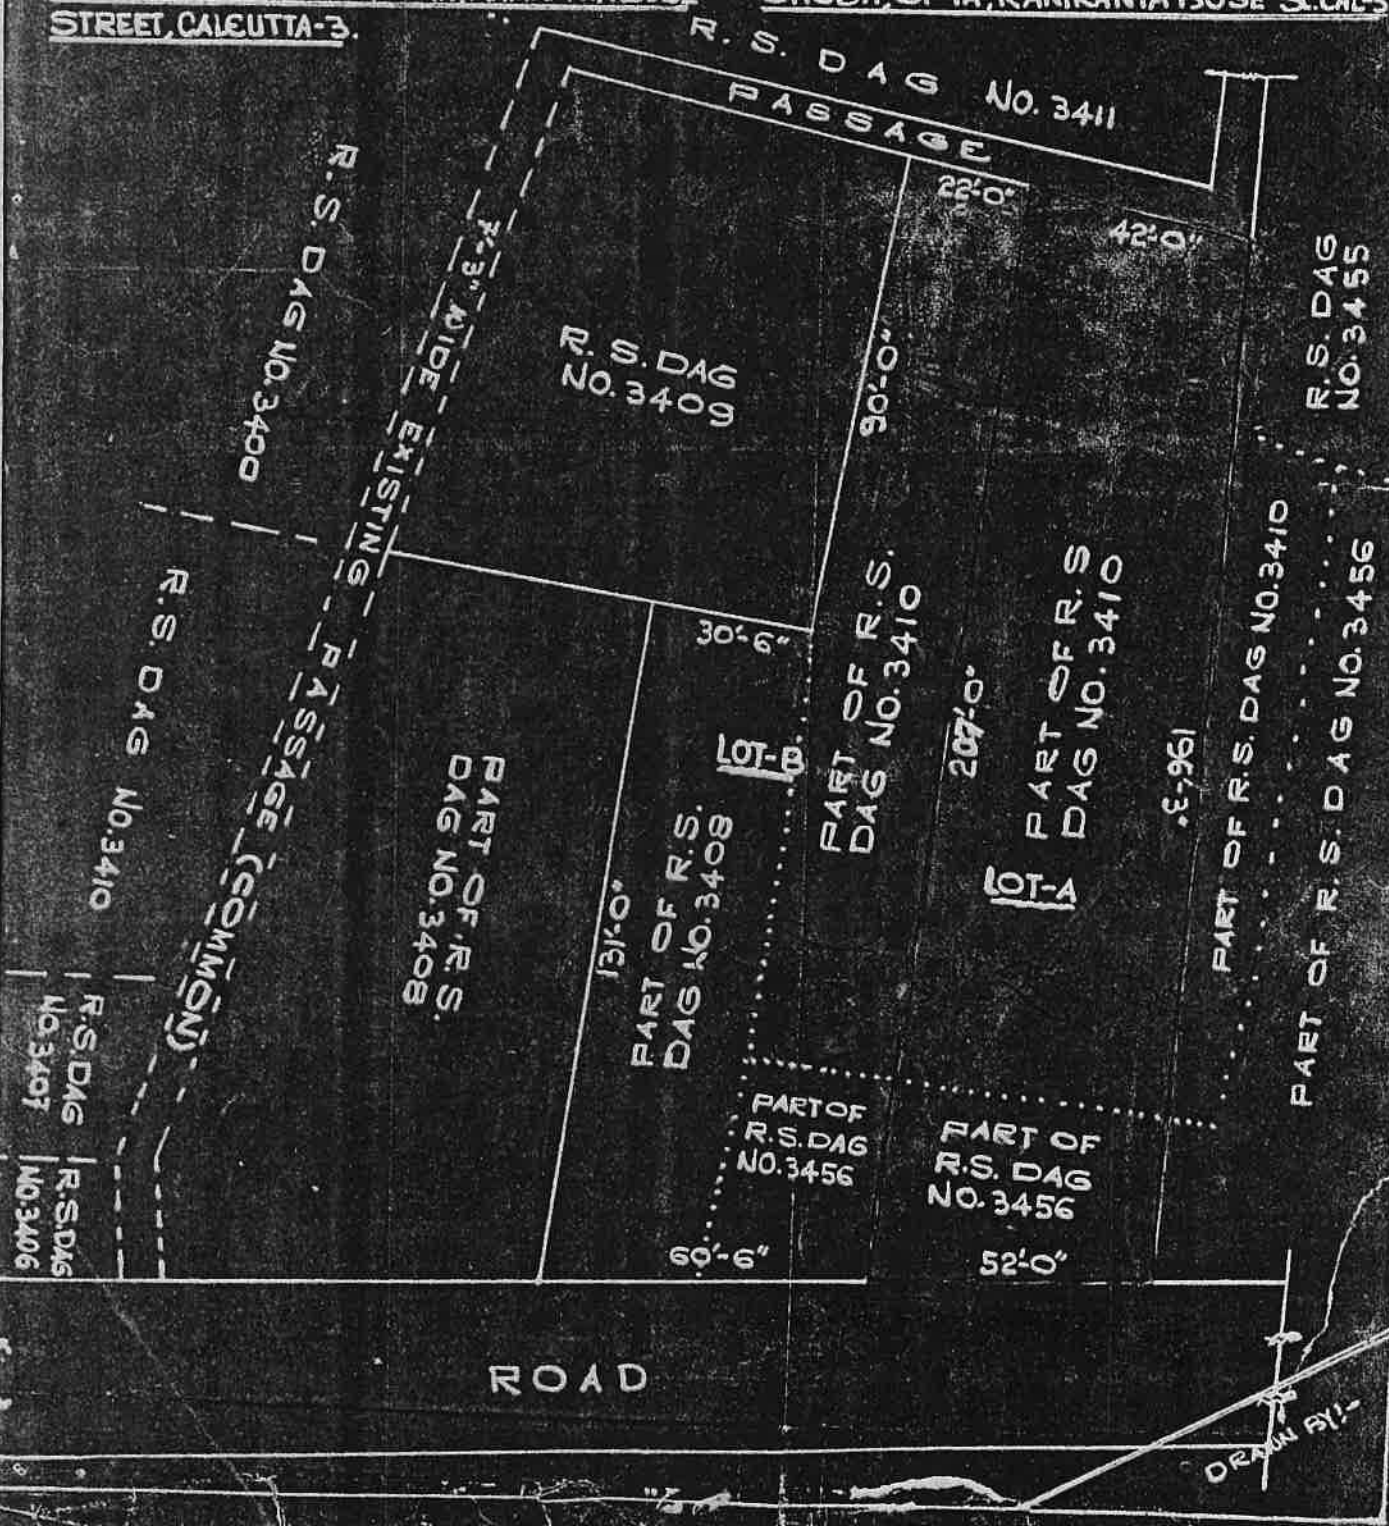 STREET, CALCUTTA-3.
R. S. DAG NO. 3411
PASSAGE
22'-0"
42'-0"
R.S. DAG
NO. 3455
R. S. DAG NO. 3400
7'-3" WIDE EXISTING PASSAGE (COMMON)
R. S. DAG
NO. 3409
90'-0"
R.S. DAG NO. 3410
30'-6"
LOT-B
PART OF R.S.
DAG NO. 3410
207'-0"
PART OF R.S
DAG NO. 3410
LOT-A
196'-3"
PART OF R.S. DAG NO. 3410
PART OF R.S. DAG NO. 3456
PART OF R.S.
DAG NO. 3408
131'-0"
PART OF R.S.
DAG NO. 3408
R.S. DAG
NO. 3407
R.S. DAG
NO. 3406
PART OF
R.S. DAG
NO. 3456
PART OF
R.S. DAG
NO. 3456
60'-6"
52'-0"
ROAD
DRAWN BY:-